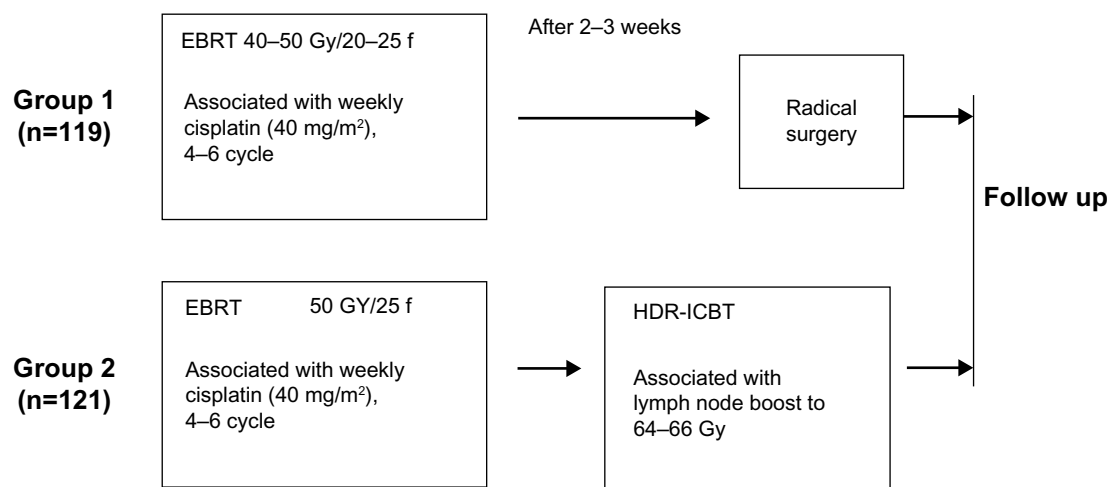 EBRT 40–50 Gy/20–25 f
After 2–3 weeks
Group 1
(n=119)
Associated with weekly
cisplatin (40 mg/m²),
4–6 cycle
Radical
surgery
Follow up
EBRT 50 GY/25 f
HDR-ICBT
Group 2
(n=121)
Associated with weekly
cisplatin (40 mg/m²),
4–6 cycle
Associated with
lymph node boost to
64–66 Gy